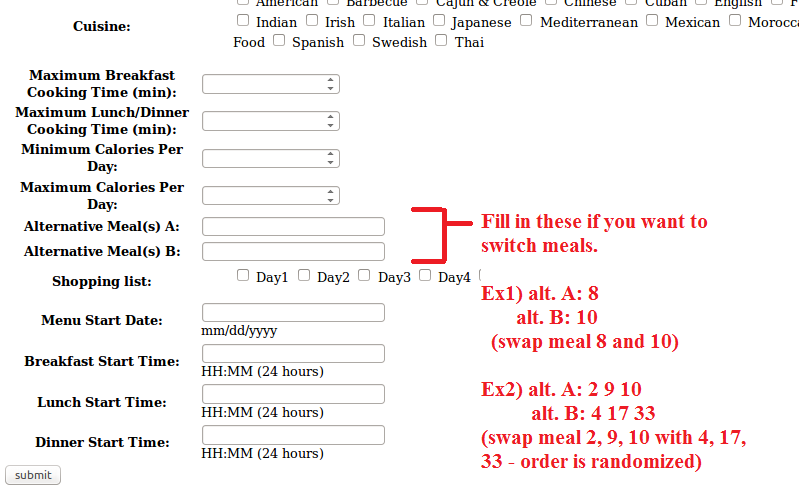 American Barbecue Cajun & Creole Chinese Cuban English F
Cuisine:
Indian Irish Italian Japanese Mediterranean Mexican Morocca
Food Spanish Swedish Thai
Maximum Breakfast
Cooking Time (min):
Maximum Lunch/Dinner
Cooking Time (min):
Minimum Calories Per
Day:
Maximum Calories Per
Day:
Alternative Meal(s) A:
Alternative Meal(s) B:
Fill in these if you want to
switch meals.
Shopping list:
Day1 Day2 Day3 Day4
Ex1) alt. A: 8
alt. B: 10
(swap meal 8 and 10)
Menu Start Date:
mm/dd/yyyy
Breakfast Start Time:
HH:MM (24 hours)
Lunch Start Time:
HH:MM (24 hours)
Dinner Start Time:
HH:MM (24 hours)
Ex2) alt. A: 2 9 10
alt. B: 4 17 33
(swap meal 2, 9, 10 with 4, 17,
33 - order is randomized)
submit